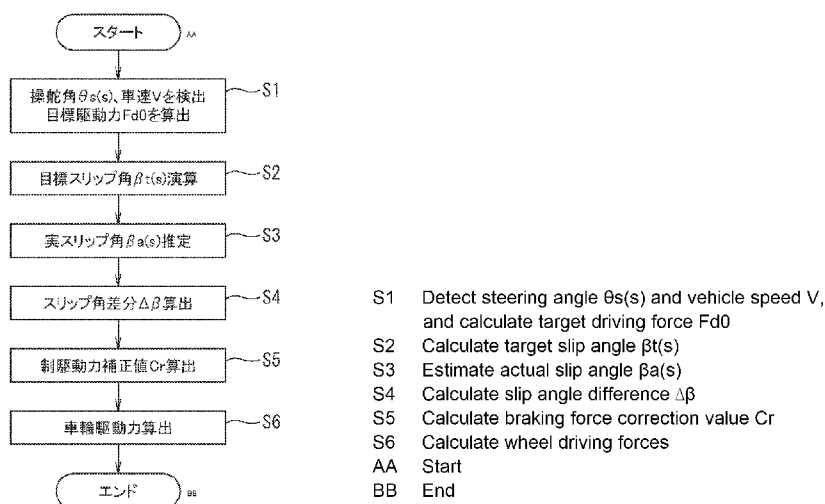 スタート
AA
操舵角θs(s)、車速Vを検出
目標駆動力Fd0を算出
S1
目標スリップ角βt(s)演算
S2
実スリップ角βa(s)推定
S3
スリップ角差分Δβ算出
S4
制駆動力補正値Cr算出
S5
車輪駆動力算出
S6
エンド
BB
S1 Detect steering angle θs(s) and vehicle speed V,
and calculate target driving force Fd0
S2 Calculate target slip angle βt(s)
S3 Estimate actual slip angle βa(s)
S4 Calculate slip angle difference Δβ
S5 Calculate braking force correction value Cr
S6 Calculate wheel driving forces
AA Start
BB End